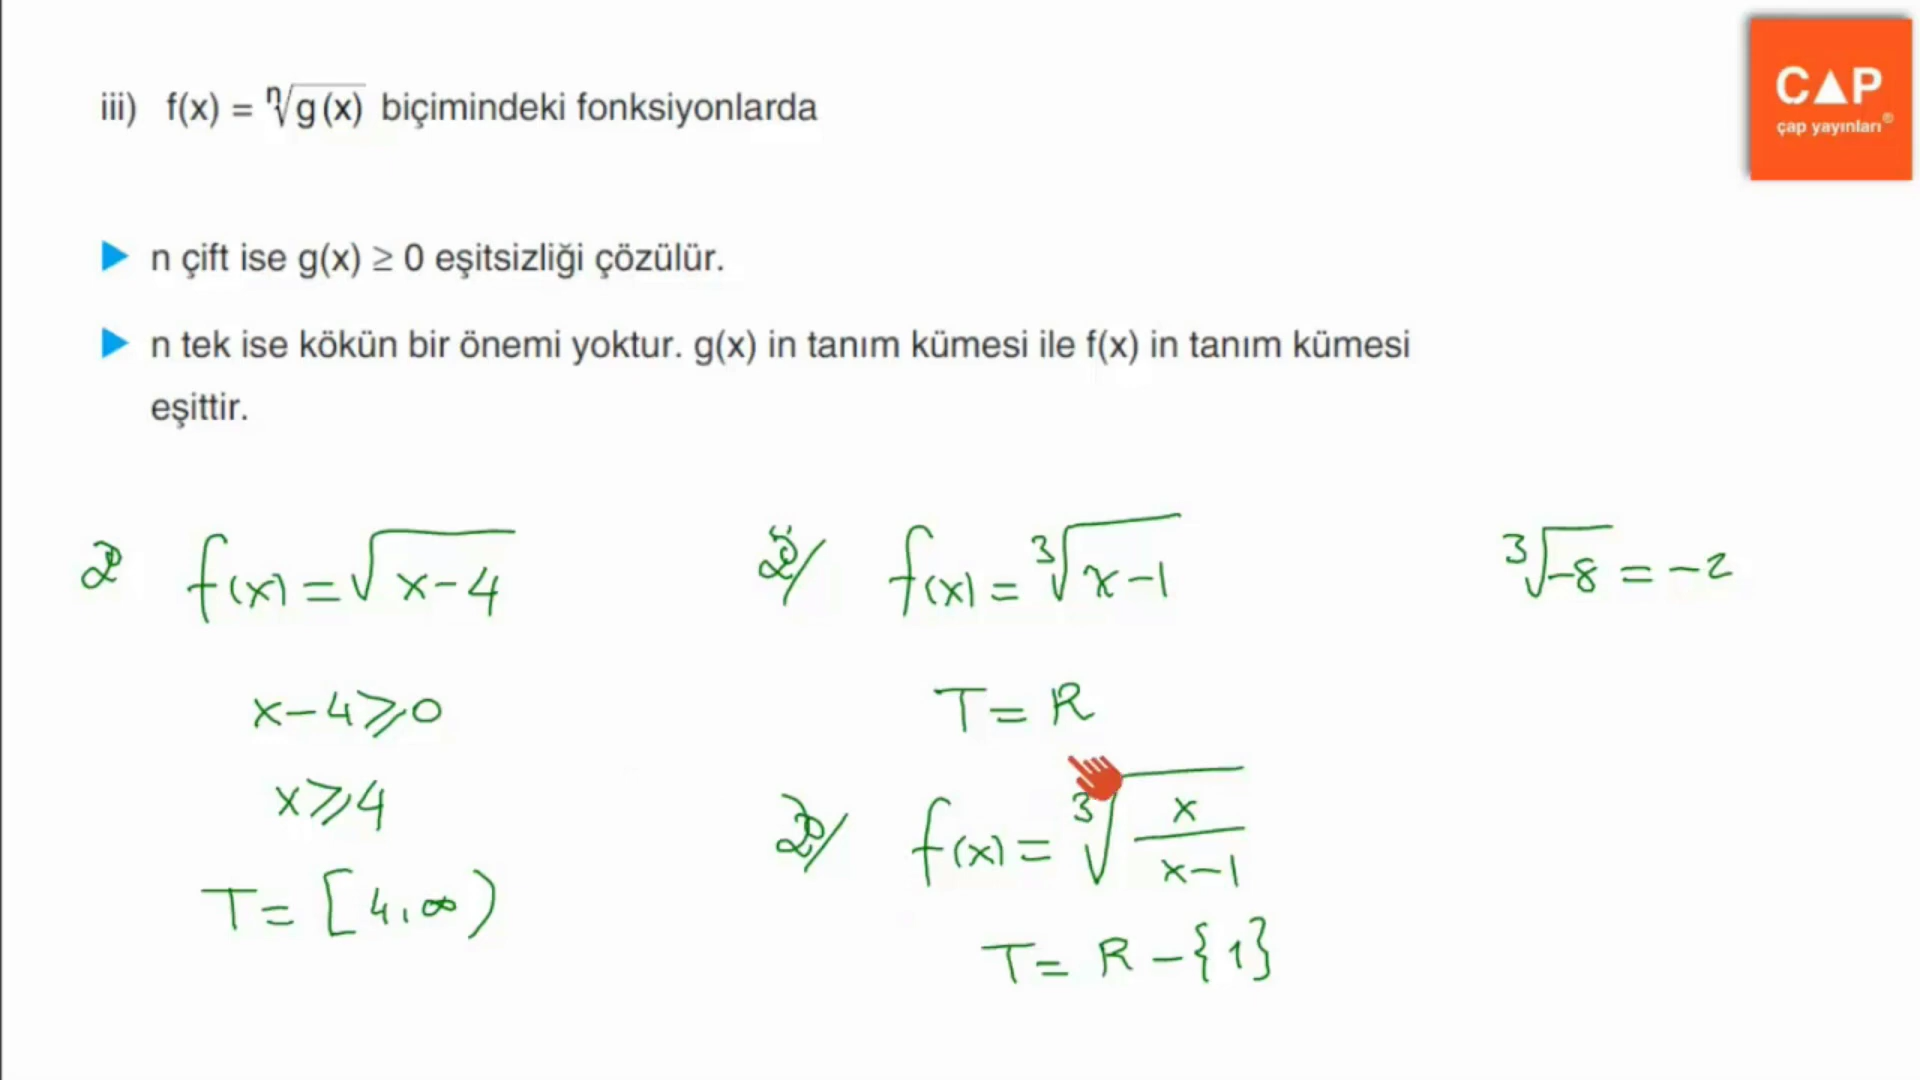 iii) f(x) = ⁿ√g(x) biçimindeki fonksiyonlarda
CAP
çap yayınları®
▶ n çift ise g(x) ≥ 0 eşitsizliği çözülür.
▶ n tek ise kökün bir önemi yoktur. g(x) in tanım kümesi ile f(x) in tanım kümesi
eşittir.
f(x) = √x-4
x-4≥0
x≥4
T= [4,∞)
f(x) = ³√x-1
T= R
f(x) = ³√x/x-1
T= R-{1}
³√-8 = -2